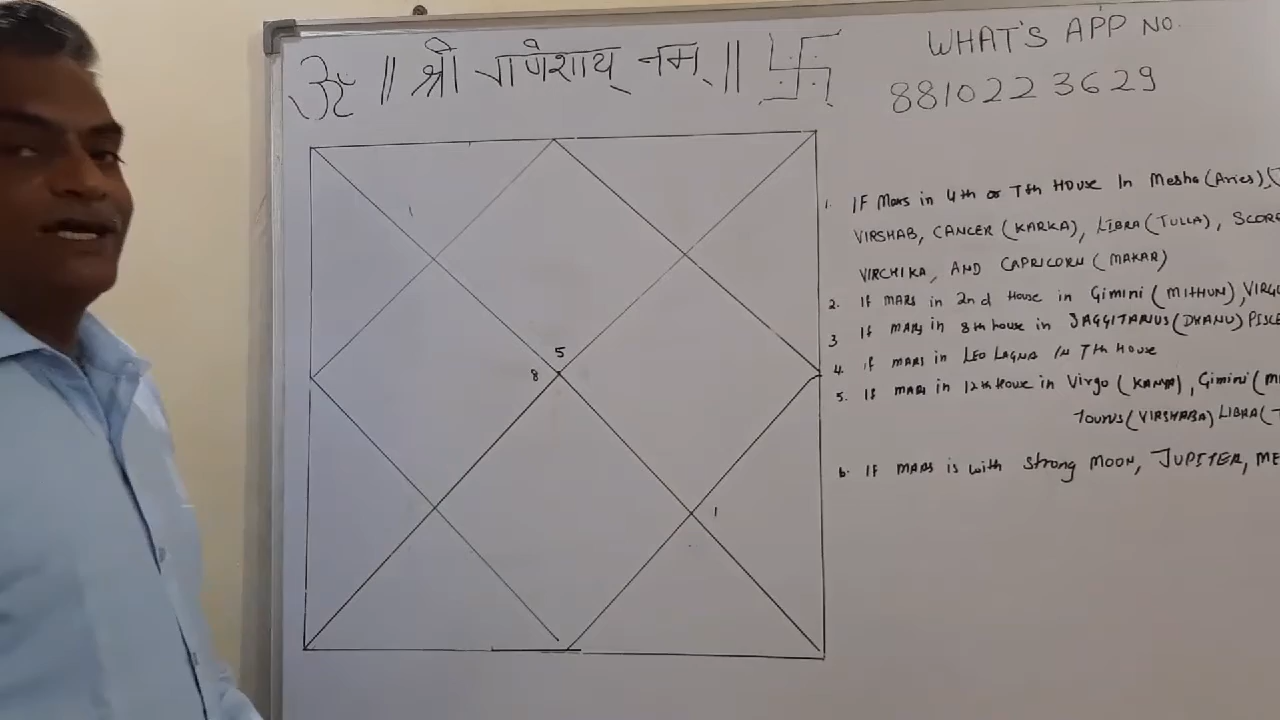 ॐ || श्री गणेशाय नम् ||
WHAT'S APP NO.
8810223629
1
5
8
1
1. IF Mars in 4th or 7th HOUSE In Mesha (Aries),
VIRSHAB, CANCER (KARKA), LIBRA (TULLA), SCOR
VIRCHIKA, AND CAPRICORN (MAKAR)
2. If MARS in 2nd House in Gimini (MITHUN), VIRGO
3 If MARS in 8th house in SAGGITARUS (DHANU) PISCE
4. if MARS in LEO LAGNA IN 7th House
5. If MARS in 12th House in Virgo (KANYA), Gimini (M
Tourus (VIRSHABA) LIBRA (T
6. IF MARS is with strong MOON, JUPITER, ME